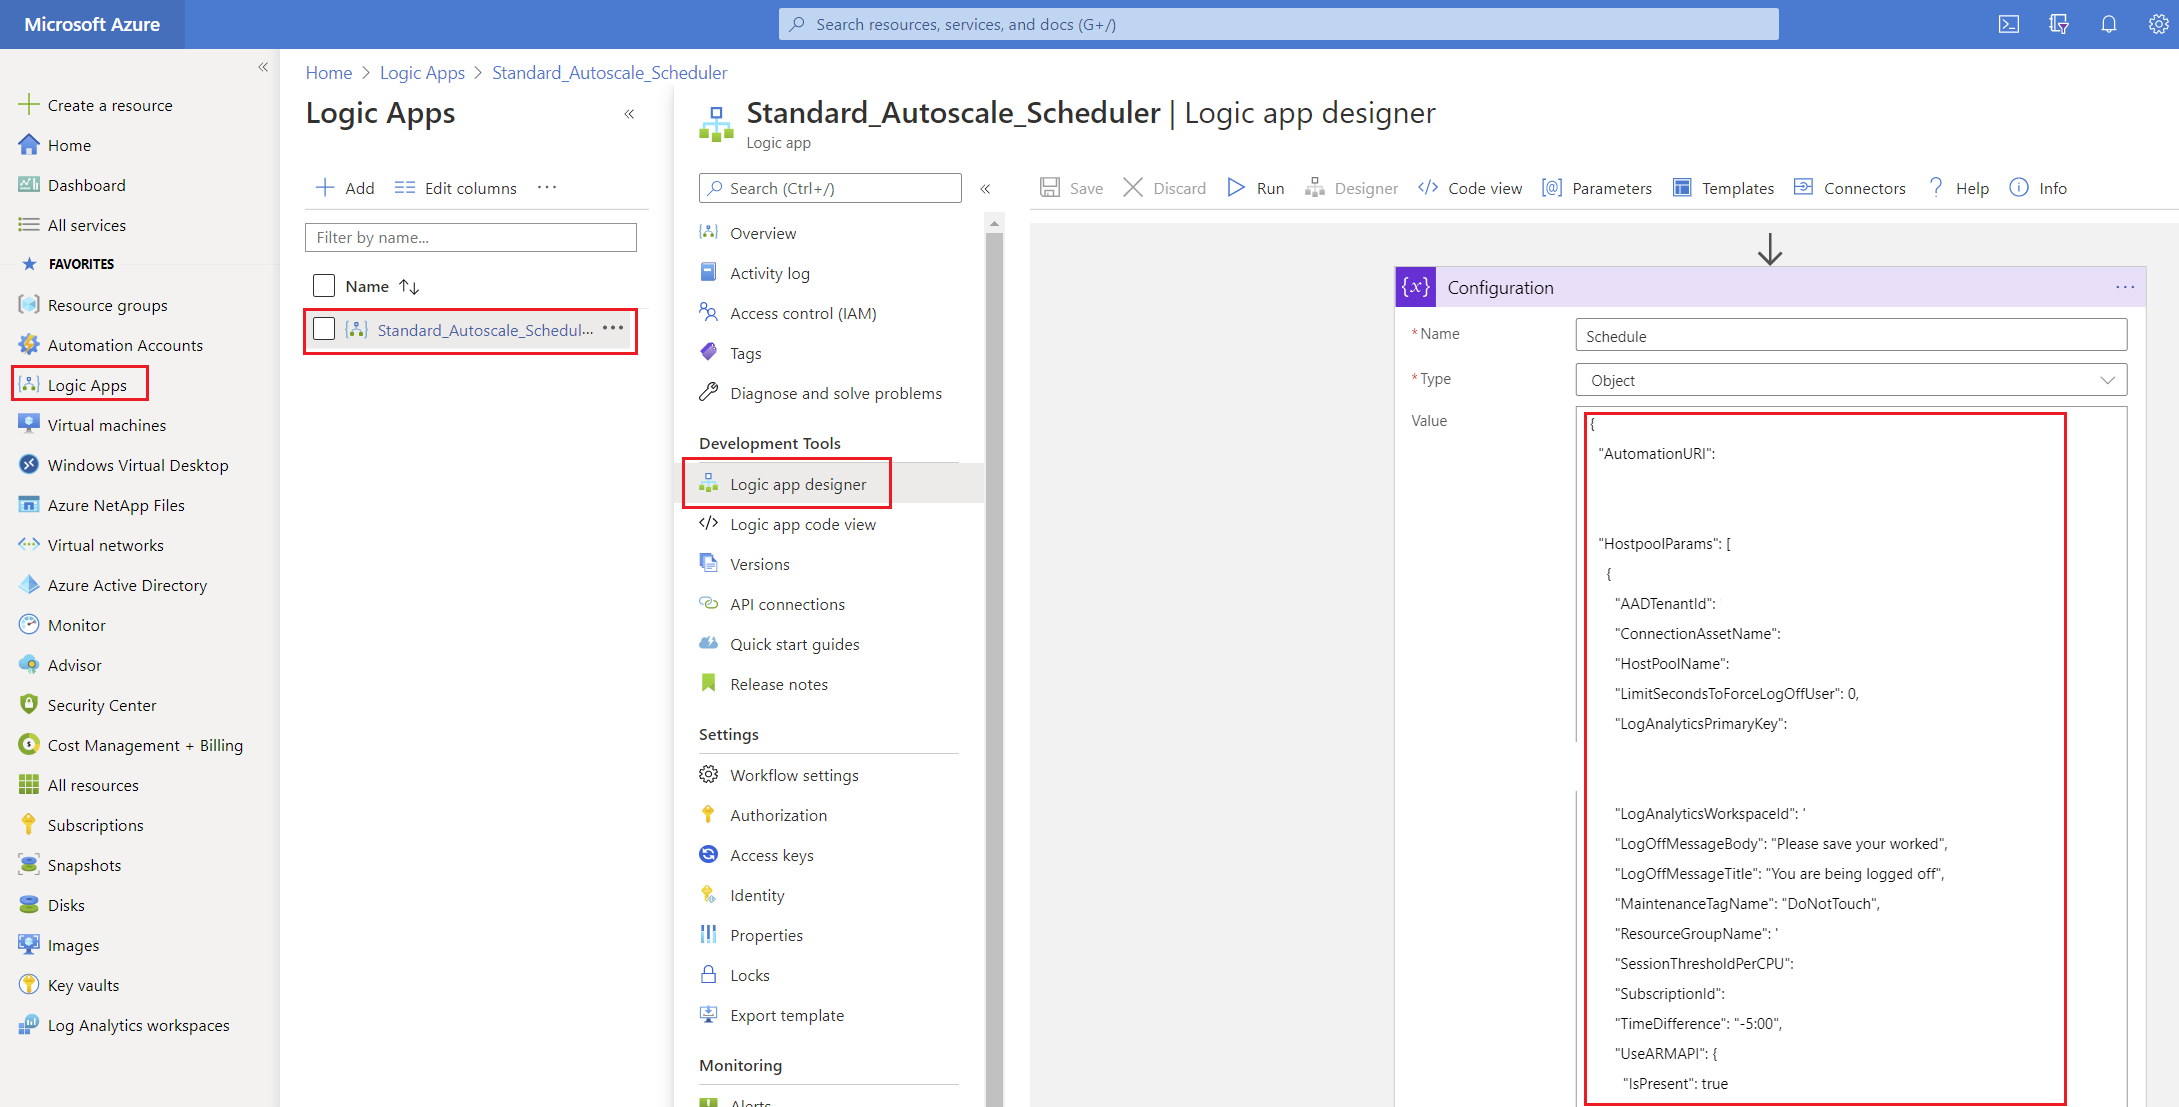 Microsoft Azure
Search resources, services, and docs (G+/)
Create a resource
Home
Dashboard
All services
FAVORITES
Resource groups
Automation Accounts
Logic Apps
Virtual machines
Windows Virtual Desktop
Azure NetApp Files
Virtual networks
Azure Active Directory
Monitor
Advisor
Security Center
Cost Management + Billing
All resources
Subscriptions
Snapshots
Disks
Images
Key vaults
Log Analytics workspaces
Home > Logic Apps > Standard_Autoscale_Scheduler
Logic Apps
Add Edit columns ...
Filter by name...
Name
Standard_Autoscale_Schedul... ...
Standard_Autoscale_Scheduler | Logic app designer
Logic app
Search (Ctrl+/)
Overview
Activity log
Access control (IAM)
Tags
Diagnose and solve problems
Development Tools
Logic app designer
Logic app code view
Versions
API connections
Quick start guides
Release notes
Settings
Workflow settings
Authorization
Access keys
Identity
Properties
Locks
Export template
Monitoring
Alerts
Save Discard Run Designer Code view Parameters Templates Connectors Help Info
{x} Configuration ...
*Name Schedule
*Type Object
Value
{
"AutomationURI":
"HostpoolParams": [
{
"AADTenantId":
"ConnectionAssetName":
"HostPoolName":
"LimitSecondsToForceLogOffUser": 0,
"LogAnalyticsPrimaryKey":
"LogAnalyticsWorkspaceId": '
"LogOffMessageBody": "Please save your worked",
"LogOffMessageTitle": "You are being logged off",
"MaintenanceTagName": "DoNotTouch",
"ResourceGroupName": '
"SessionThresholdPerCPU":
"SubscriptionId":
"TimeDifference": "-5:00",
"UseARMAPI": {
"IsPresent": true